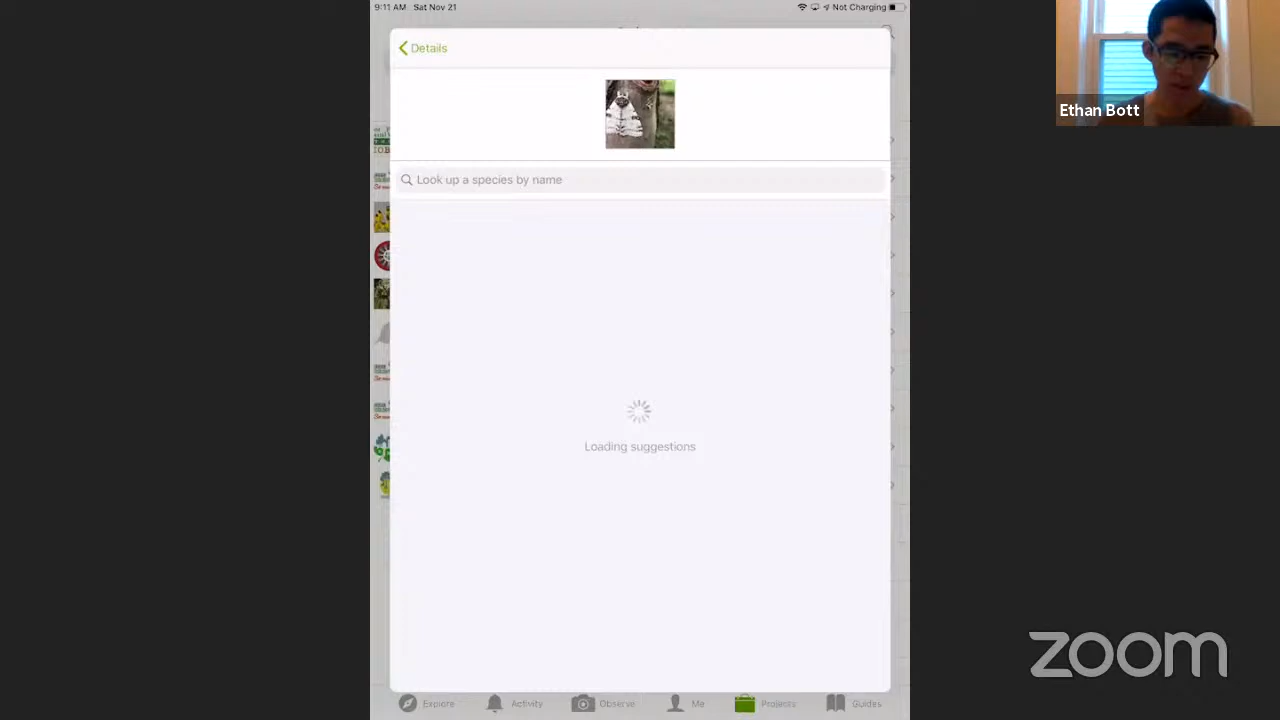 9:11 AM Sat Nov 21
Not Charging
Details
Ethan Bott
Look up a species by name
Loading suggestions
zoom
Explore
Activity
Observe
Me
Projects
Guides